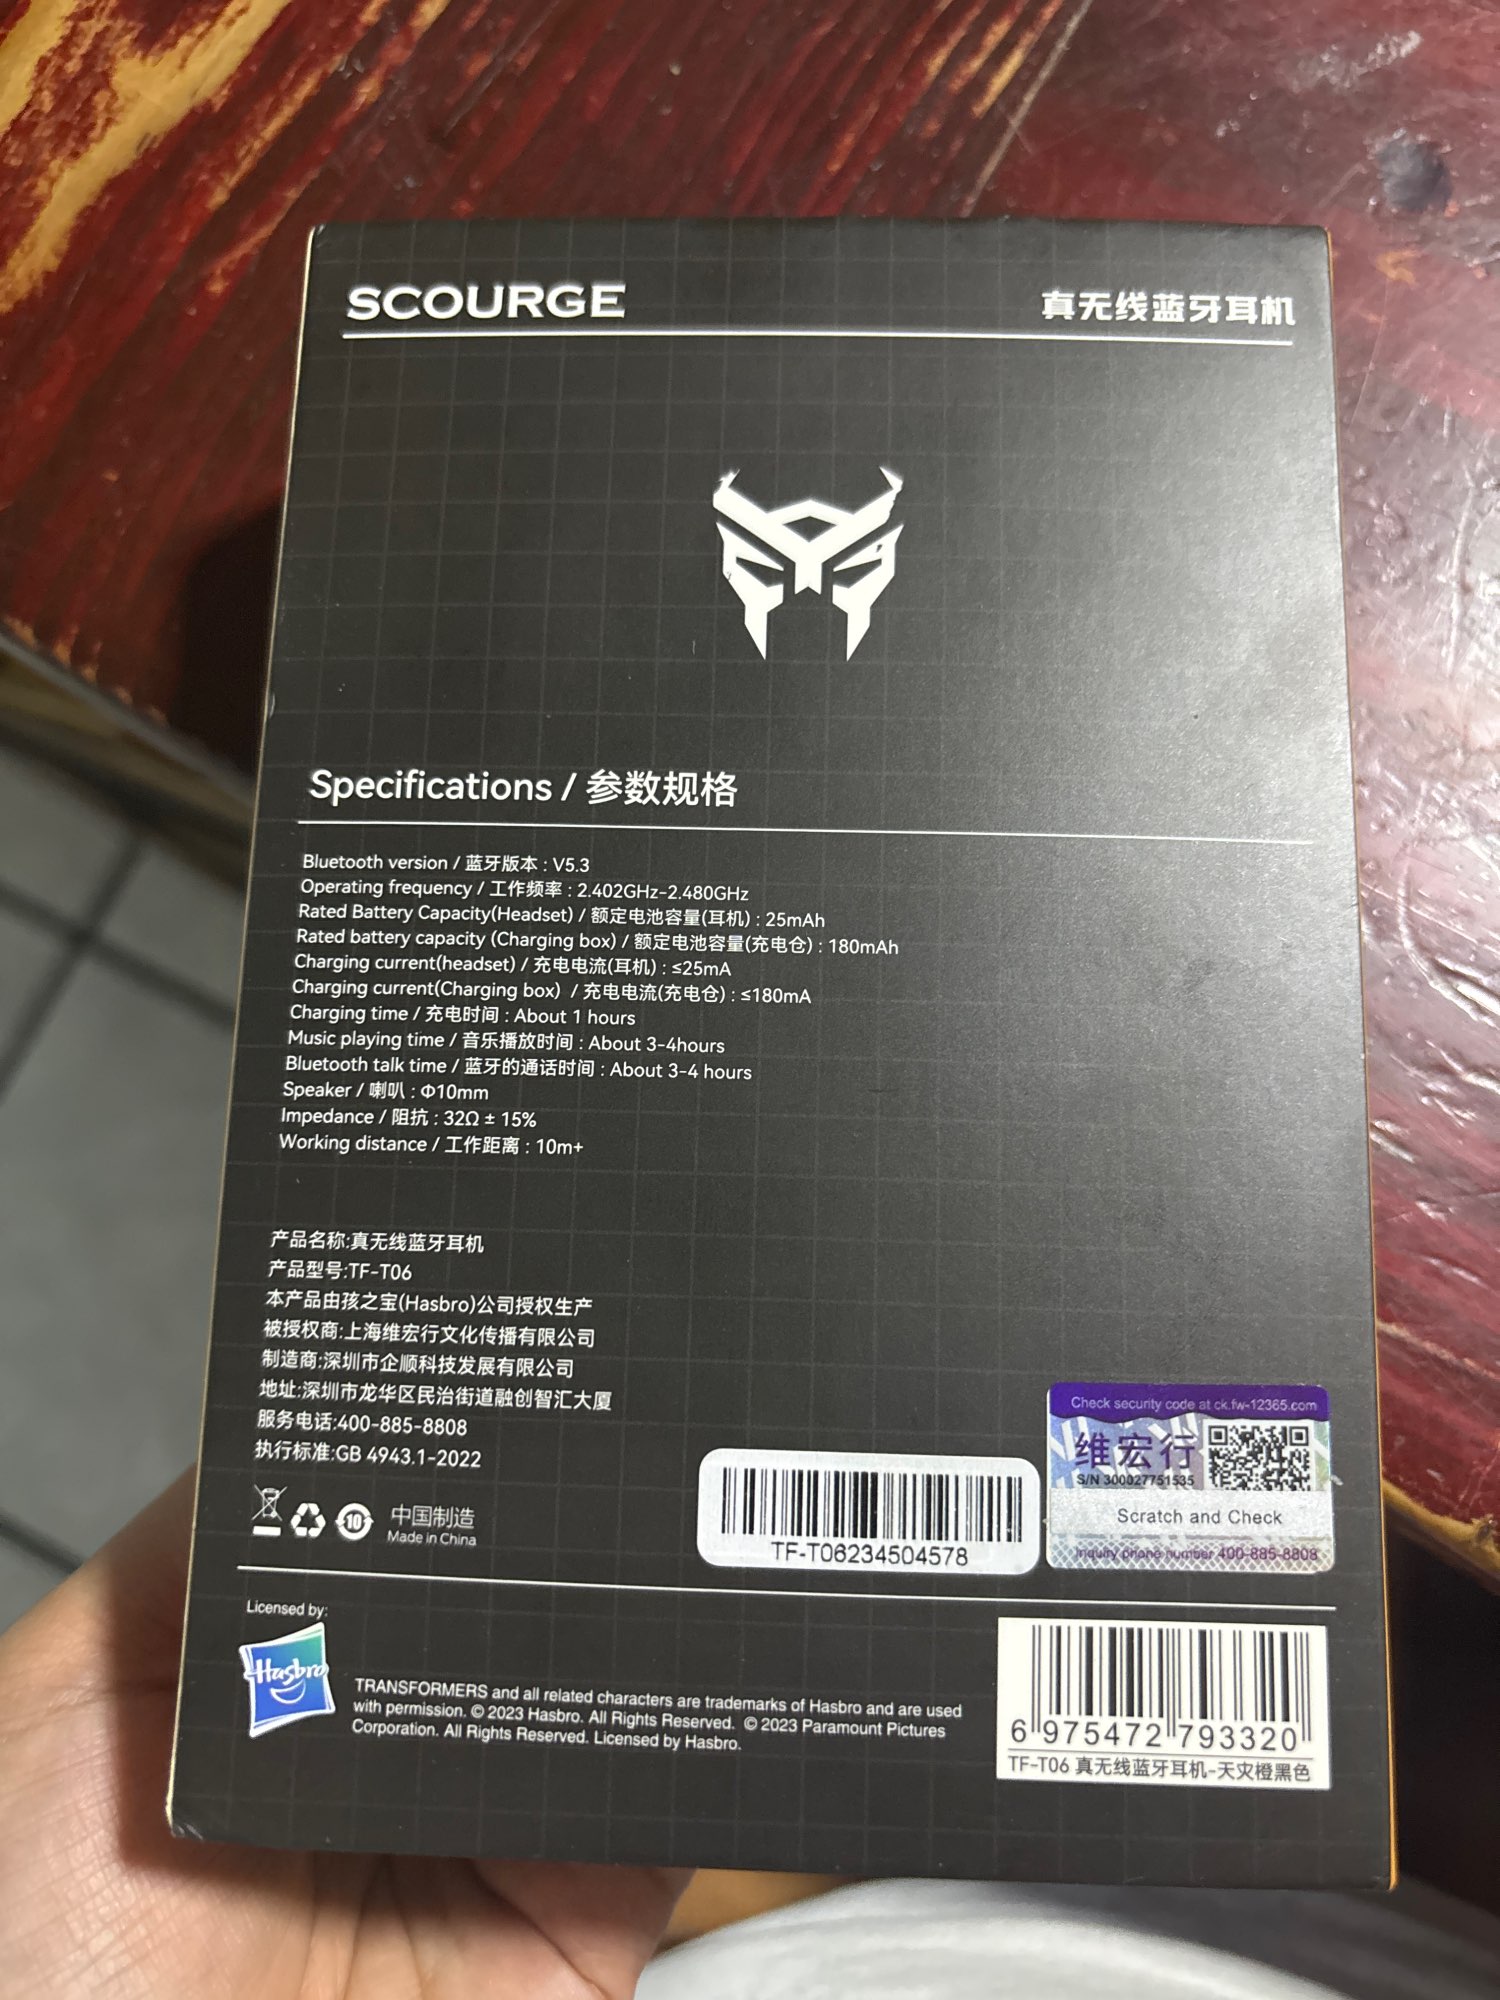 SCOURGE
真无线蓝牙耳机
Specifications / 参数规格
Bluetooth version / 蓝牙版本 : V5.3
Operating frequency / 工作频率 : 2.402GHz-2.480GHz
Rated Battery Capacity(Headset) / 额定电池容量(耳机) : 25mAh
Rated battery capacity (Charging box) / 额定电池容量(充电仓) : 180mAh
Charging current(headset) / 充电电流(耳机) : ≤25mA
Charging current(Charging box) / 充电电流(充电仓) : ≤180mA
Charging time / 充电时间 : About 1 hours
Music playing time / 音乐播放时间 : About 3-4hours
Bluetooth talk time / 蓝牙的通话时间 : About 3-4 hours
Speaker / 喇叭 : Φ10mm
Impedance / 阻抗 : 32Ω ± 15%
Working distance / 工作距离 : 10m+
产品名称:真无线蓝牙耳机
产品型号:TF-T06
本产品由孩之宝(Hasbro)公司授权生产
被授权商:上海维宏行文化传播有限公司
制造商:深圳市企顺科技发展有限公司
地址:深圳市龙华区民治街道融创智汇大厦
服务电话:400-885-8808
执行标准:GB 4943.1-2022
10
中国制造
Made in China
TF-T06234504578
Check security code at ck.fw-12365.com
维宏行
S/N 300027751535
Scratch and Check
Inquiry phone number 400-885-8808
Licensed by:
Hasbro
TRANSFORMERS and all related characters are trademarks of Hasbro and are used
with permission. © 2023 Hasbro. All Rights Reserved. © 2023 Paramount Pictures
Corporation. All Rights Reserved. Licensed by Hasbro.
6 975472 793320
TF-T06 真无线蓝牙耳机-天灾橙黑色